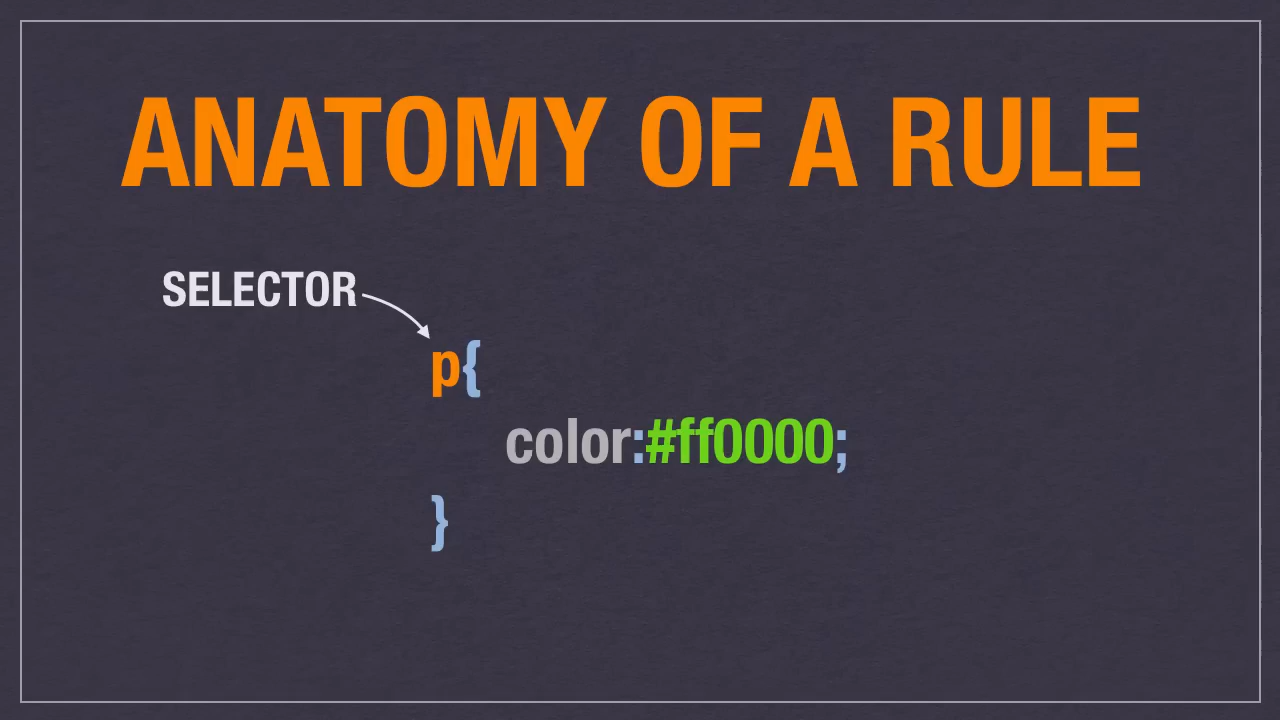 ANATOMY OF A RULE
SELECTOR
p{
color:#ff0000;
}